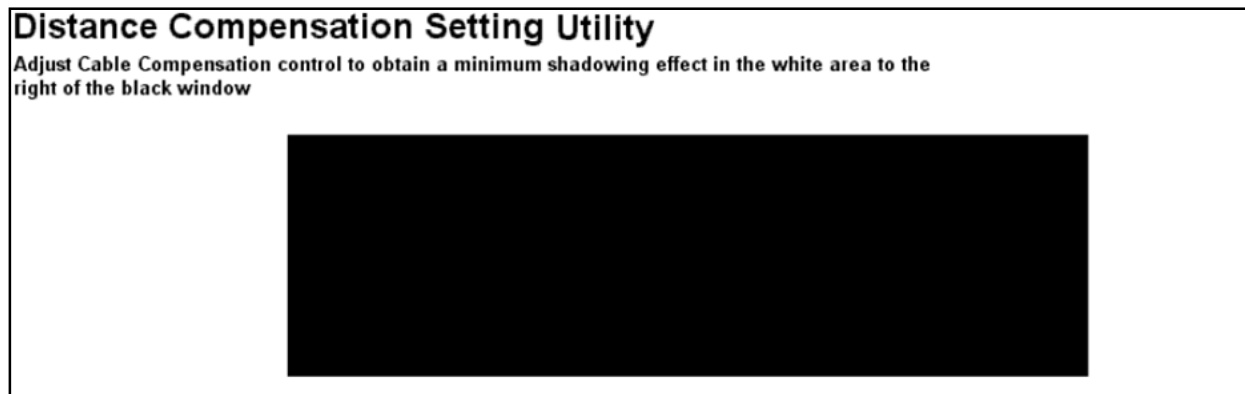 Distance Compensation Setting Utility
Adjust Cable Compensation control to obtain a minimum shadowing effect in the white area to the
right of the black window